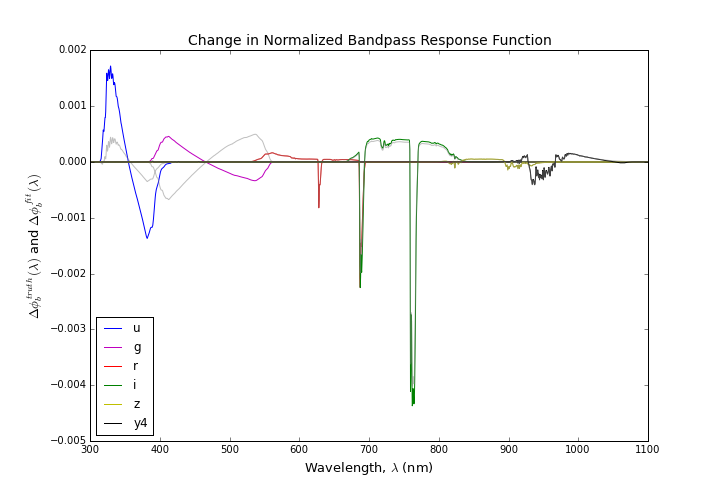 Change in Normalized Bandpass Response Function
Δϕ_b^truth(λ) and Δϕ_b^fit(λ)
0.002
0.001
0.000
−0.001
−0.002
−0.003
−0.004
−0.005
u
g
r
i
z
y4
300 400 500 600 700 800 900 1000 1100
Wavelength, λ (nm)